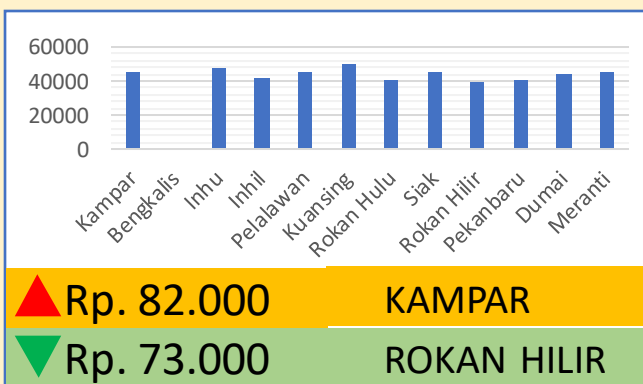 60000
40000
20000
0
Kampar
Bengkalis
Inhu
Inhil
Pelalawan
Kuansing
Rokan Hulu
Siak
Rokan Hilir
Pekanbaru
Dumai
Meranti
Rp. 82.000 KAMPAR
Rp. 73.000 ROKAN HILIR